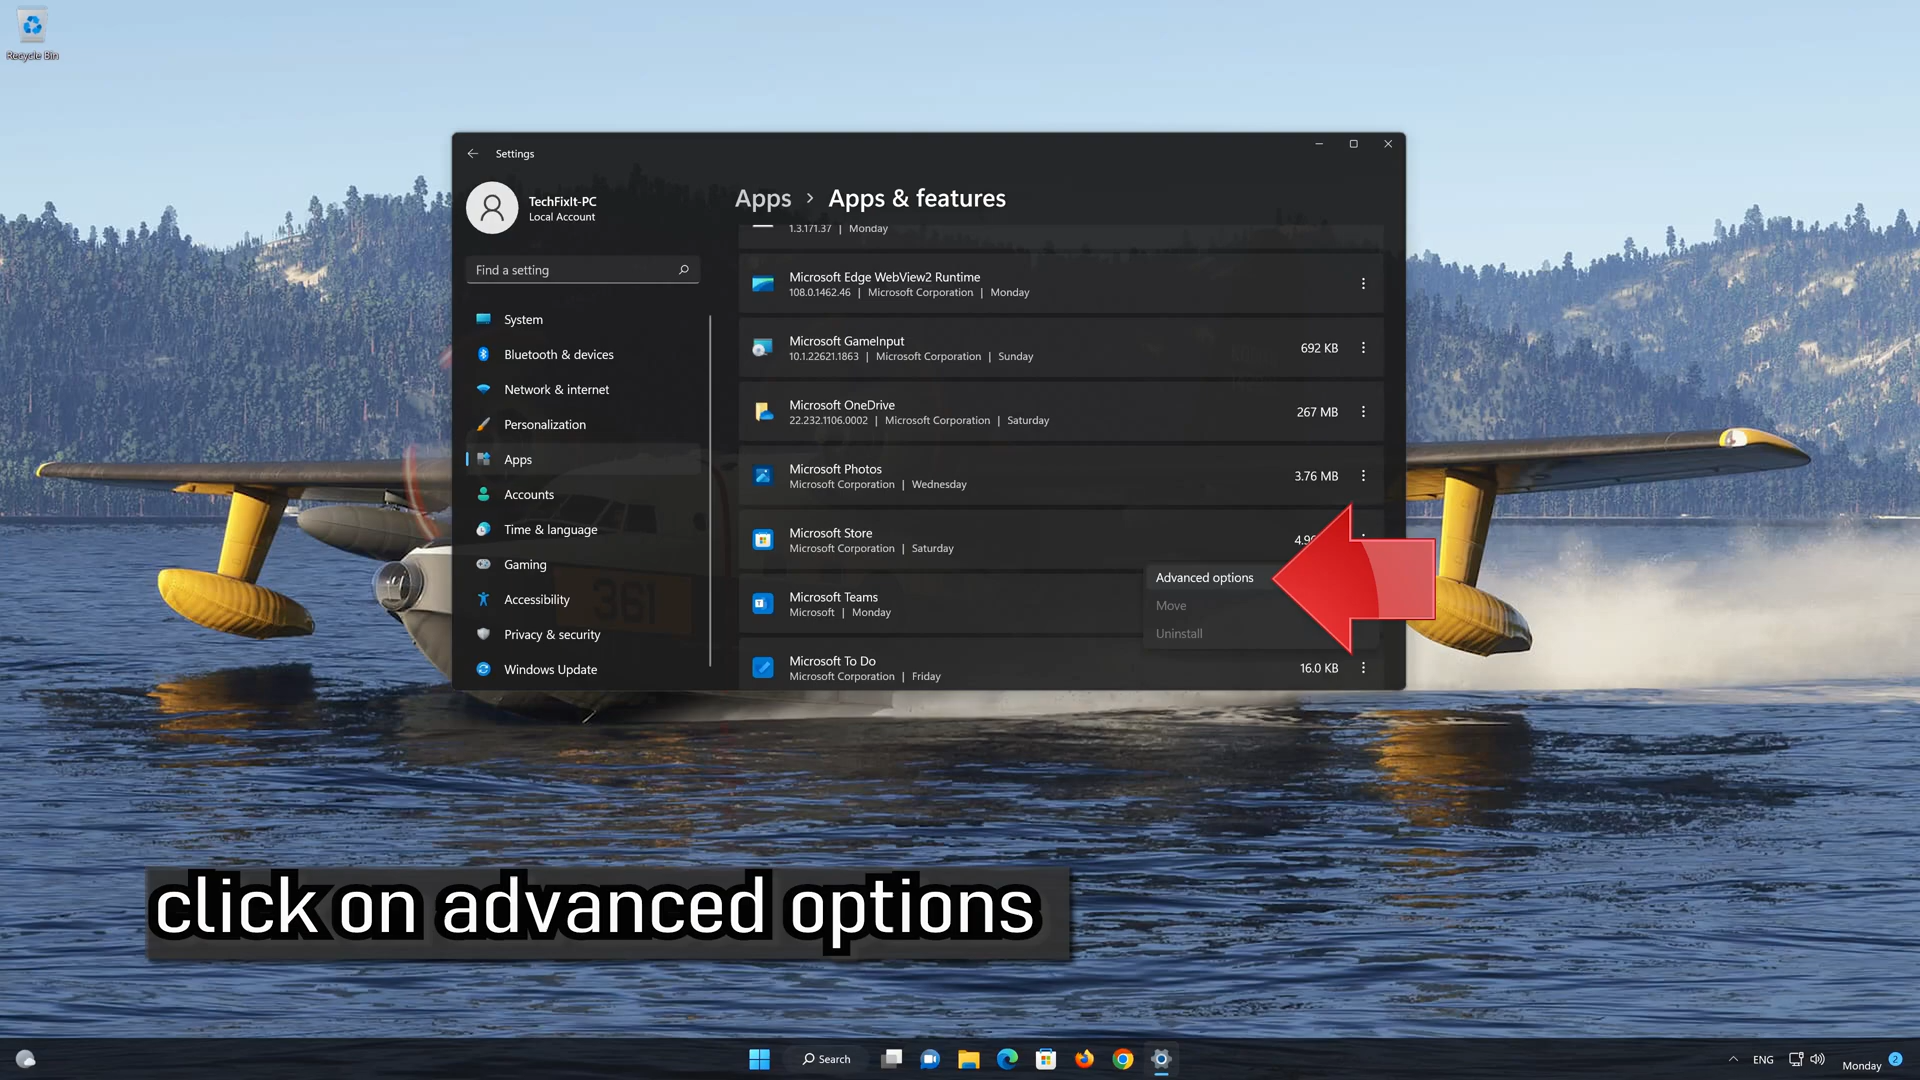 Recycle Bin
Settings
TechFixIt-PC
Local Account
Find a setting
System
Bluetooth & devices
Network & internet
Personalization
Apps
Accounts
Time & language
Gaming
Accessibility
Privacy & security
Windows Update
Apps > Apps & features
1.3.171.37 | Monday
Microsoft Edge WebView2 Runtime
108.0.1462.46 | Microsoft Corporation | Monday
Microsoft GameInput
10.1.22621.1863 | Microsoft Corporation | Sunday
692 KB
Microsoft OneDrive
22.232.1106.0002 | Microsoft Corporation | Saturday
267 MB
Microsoft Photos
Microsoft Corporation | Wednesday
3.76 MB
Microsoft Store
Microsoft Corporation | Saturday
Advanced options
Move
Uninstall
Microsoft Teams
Microsoft | Monday
Microsoft To Do
Microsoft Corporation | Friday
16.0 KB
361
click on advanced options
Search
ENG
Monday
2